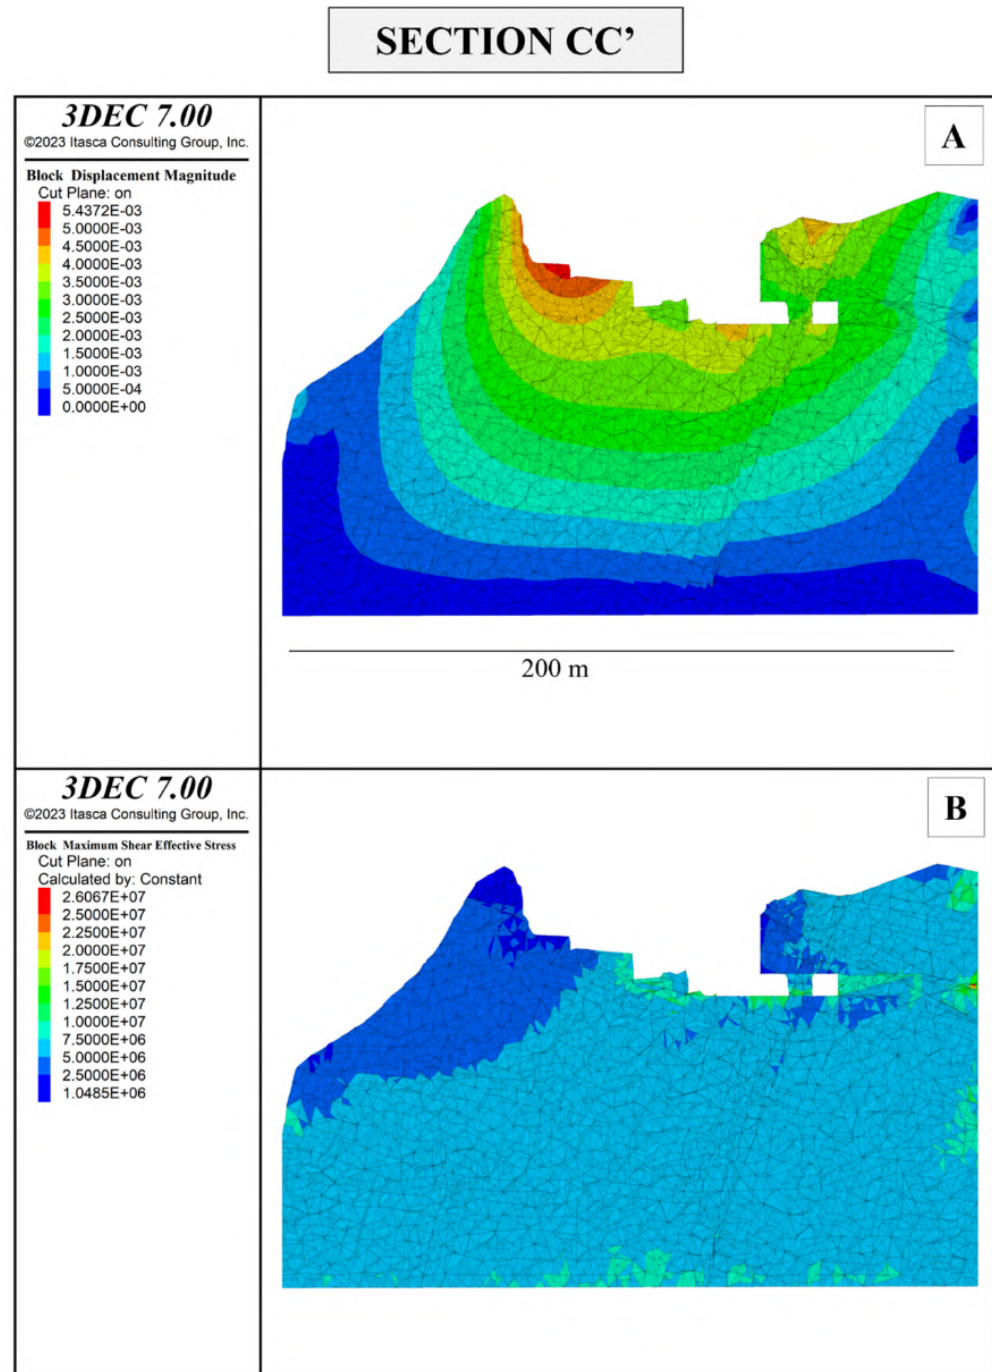 SECTION CC’
3DEC 7.00
©2023 Itasca Consulting Group, Inc.
Block Displacement Magnitude
Cut Plane: on
5.4372E-03
5.0000E-03
4.5000E-03
4.0000E-03
3.5000E-03
3.0000E-03
2.5000E-03
2.0000E-03
1.5000E-03
1.0000E-03
5.0000E-04
0.0000E+00
A
200 m
3DEC 7.00
©2023 Itasca Consulting Group, Inc.
Block Maximum Shear Effective Stress
Cut Plane: on
Calculated by: Constant
2.6067E+07
2.5000E+07
2.2500E+07
2.0000E+07
1.7500E+07
1.5000E+07
1.2500E+07
1.0000E+07
7.5000E+06
5.0000E+06
2.5000E+06
1.0485E+06
B